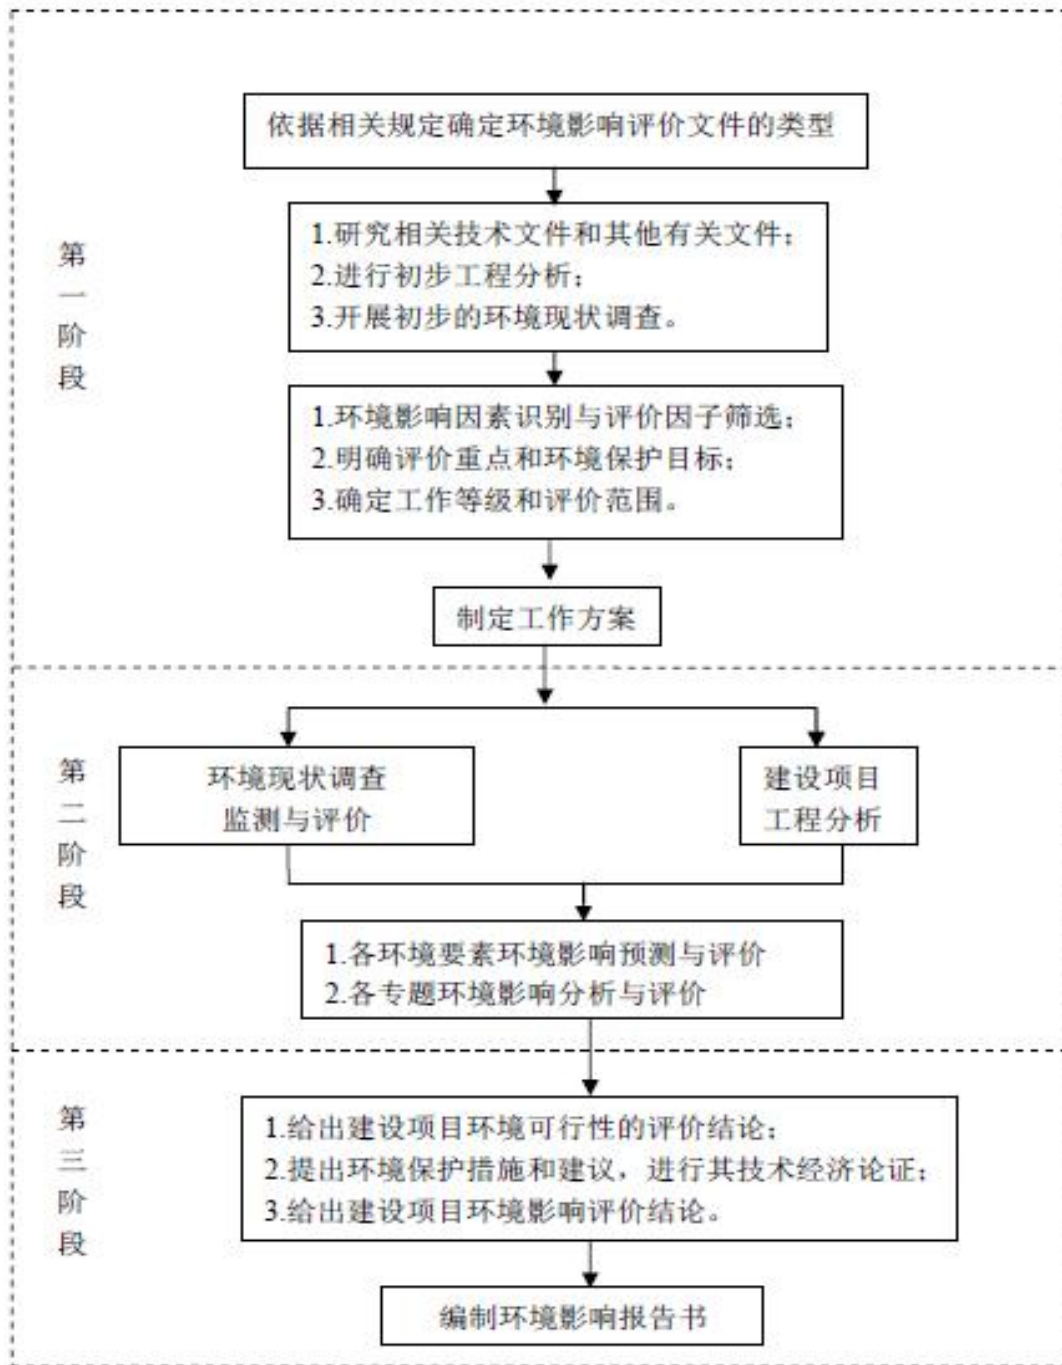 依据相关规定确定环境影响评价文件的类型
1.研究相关技术文件和其他有关文件；
2.进行初步工程分析；
3.开展初步的环境现状调查。
第一阶段
1.环境影响因素识别与评价因子筛选；
2.明确评价重点和环境保护目标；
3.确定工作等级和评价范围。
制定工作方案
第二阶段
环境现状调查
监测与评价
建设项目
工程分析
1.各环境要素环境影响预测与评价
2.各专题环境影响分析与评价
第三阶段
1.给出建设项目环境可行性的评价结论；
2.提出环境保护措施和建议，进行其技术经济论证；
3.给出建设项目环境影响评价结论。
编制环境影响报告书